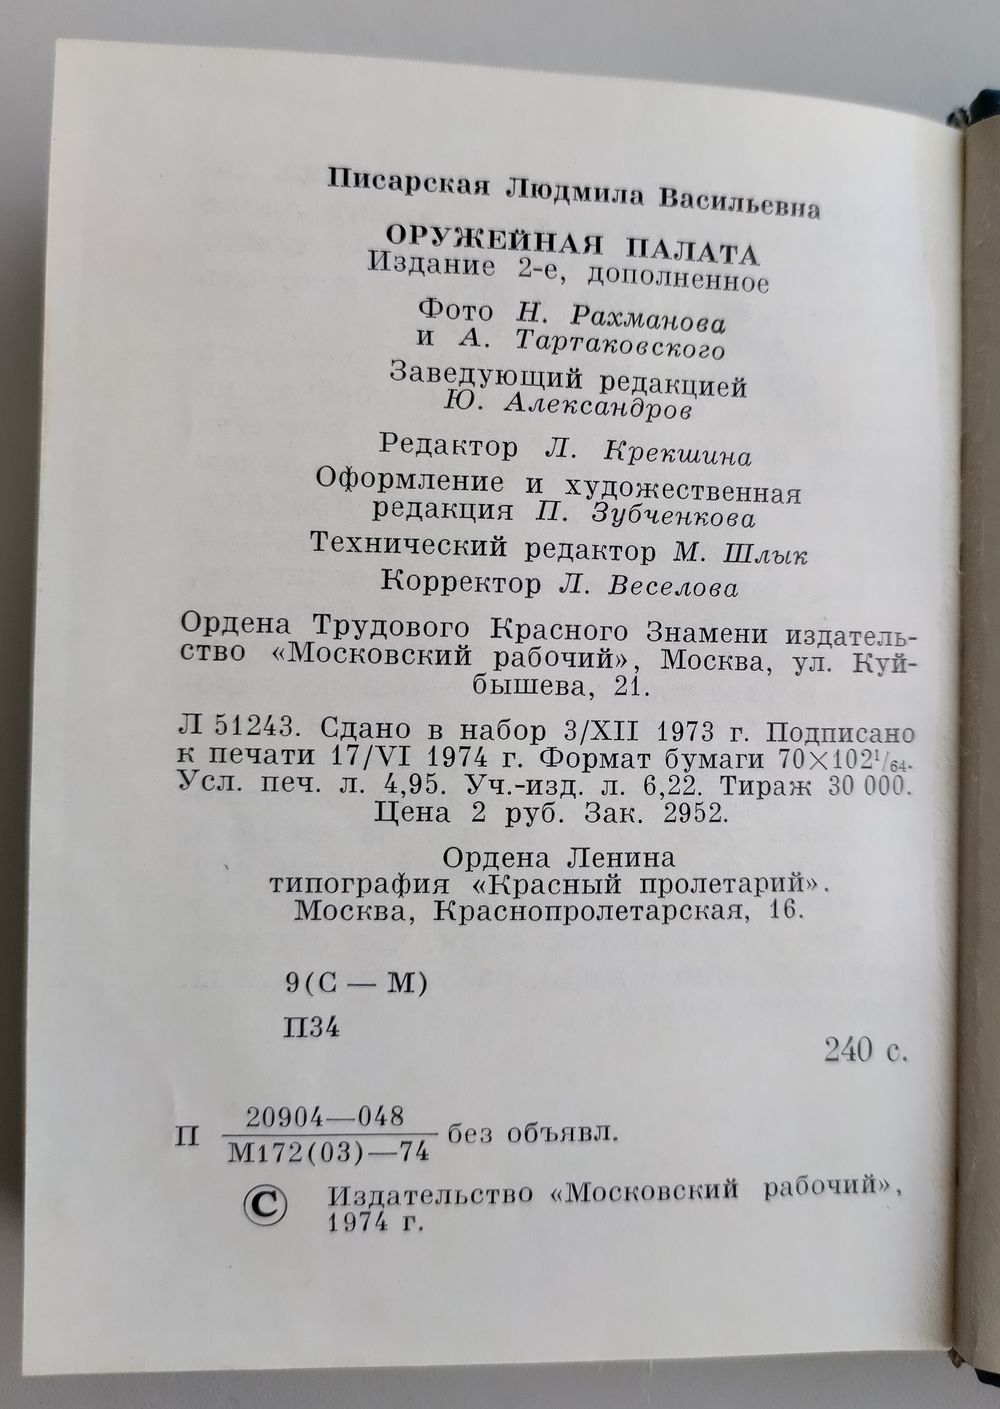 Писарская Людмила Васильевна
ОРУЖЕЙНАЯ ПАЛАТА
Издание 2-е, дополненное
Фото Н. Рахманова
и А. Тартаковского
Заведующий редакцией
Ю. Александров
Редактор Л. Крекшина
Оформление и художественная
редакция П. Зубченкова
Технический редактор М. Шлык
Корректор Л. Веселова
Ордена Трудового Красного Знамени издатель-
ство «Московский рабочий», Москва, ул. Куй-
бышева, 21.
Л 51243. Сдано в набор 3/XII 1973 г. Подписано
к печати 17/VI 1974 г. Формат бумаги 70×102¹/₆₄.
Усл. печ. л. 4,95. Уч.-изд. л. 6,22. Тираж 30 000.
Цена 2 руб. Зак. 2952.
Ордена Ленина
типография «Красный пролетарий».
Москва, Краснопролетарская, 16.
9(С — М)
П34
240 с.
20904—048
П М172(03)—74 без объявл.
© Издательство «Московский рабочий»,
1974 г.